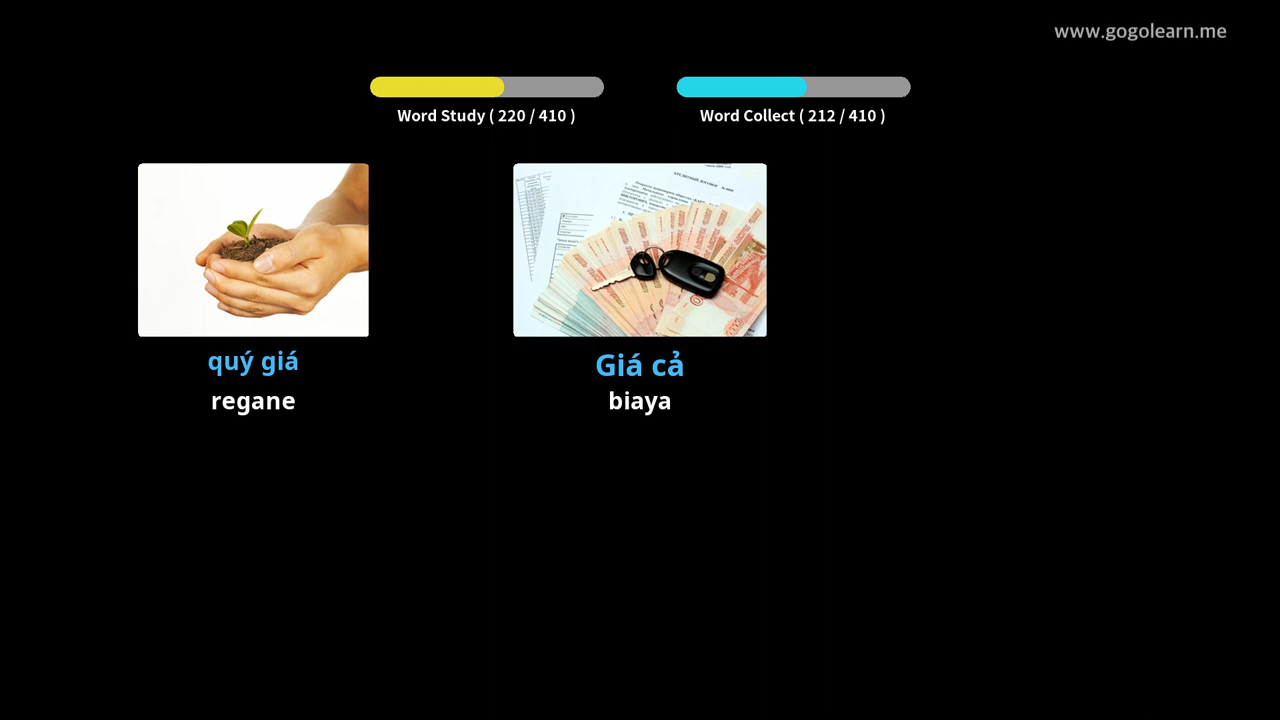 www.gogolearn.me
Word Study ( 220 / 410 )
Word Collect ( 212 / 410 )
quý giá
regane
Giá cả
biaya